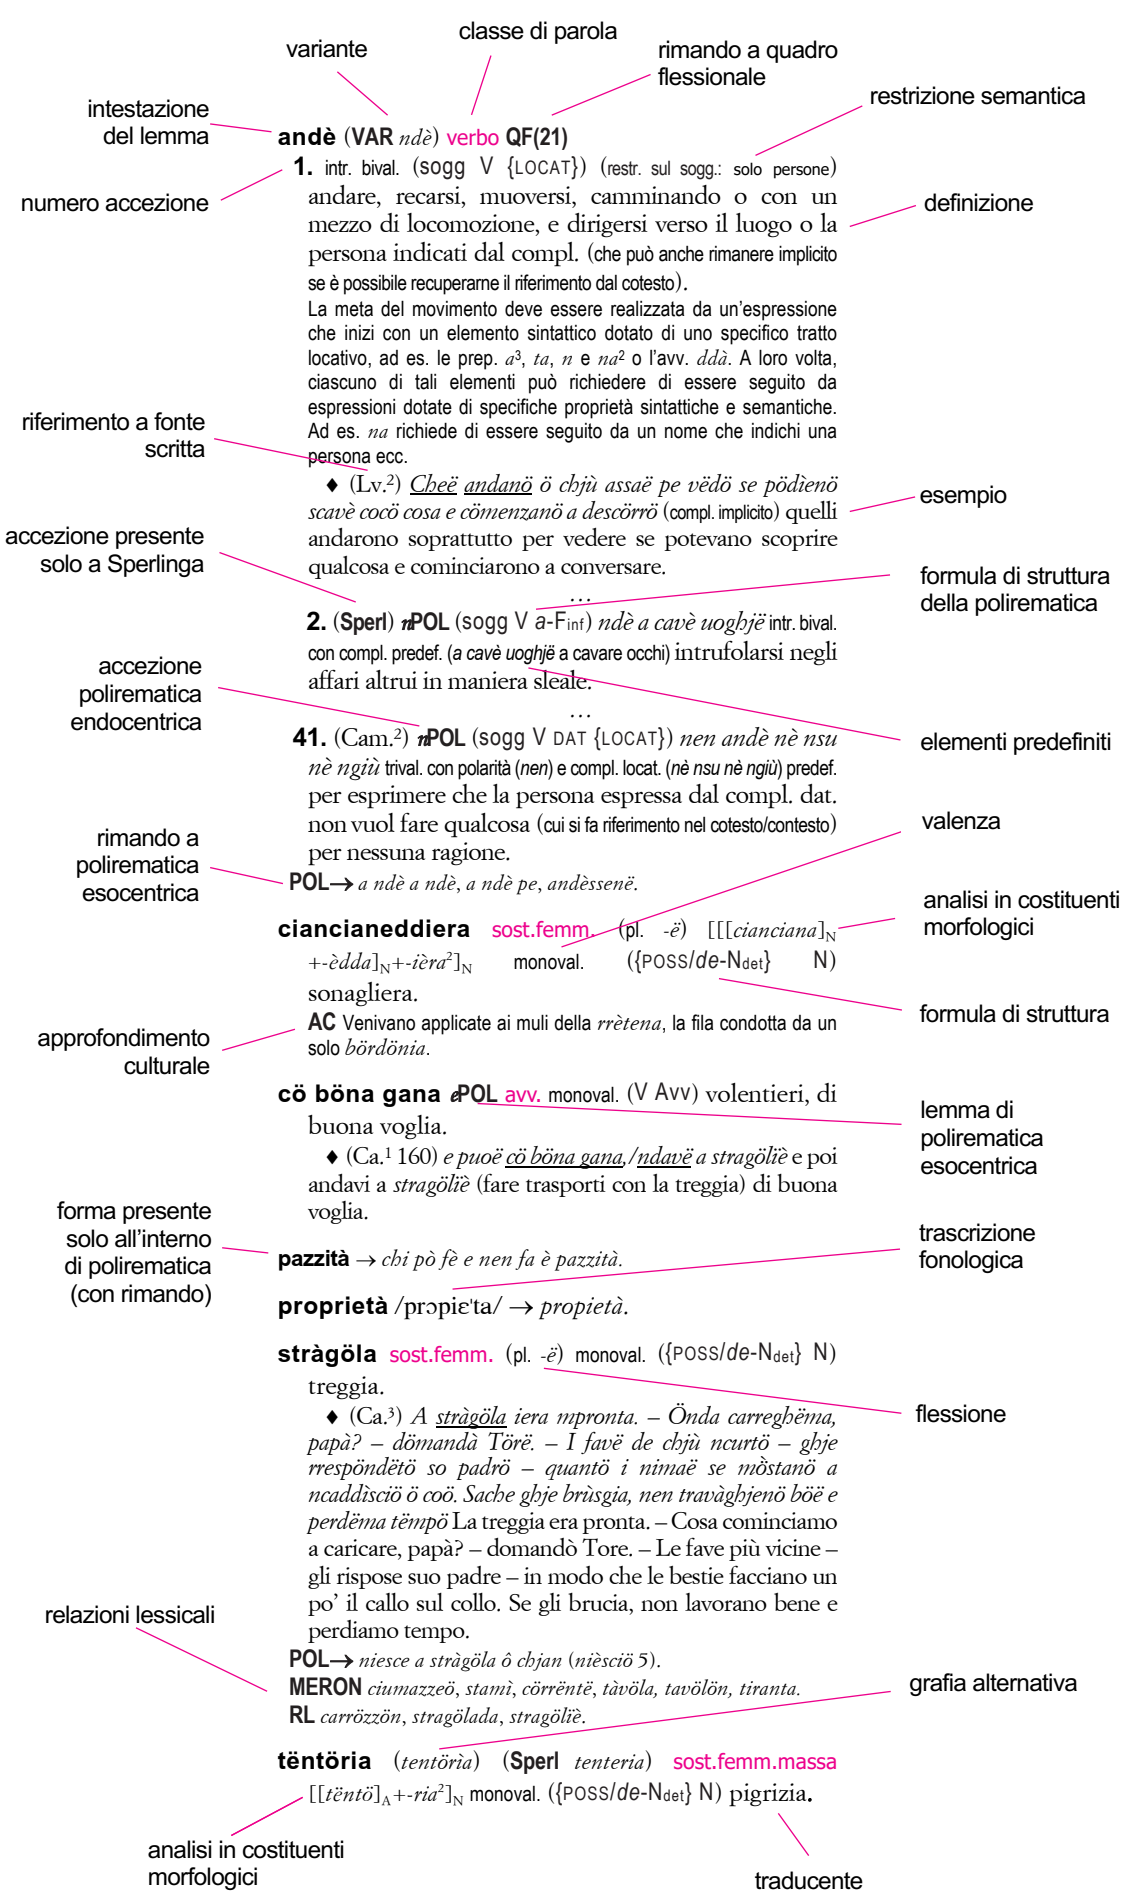 classe di parola
variante
rimando a quadro
flessionale
restrizione semantica
intestazione
del lemma
andè (VAR ndè) verbo QF(21)
1. intr. bival. (sogg V {LOCAT}) (restr. sul sogg.: solo persone)
numero accezione
andare, recarsi, muoversi, camminando o con un
definizione
mezzo di locomozione, e dirigersi verso il luogo o la
persona indicati dal compl. (che può anche rimanere implicito
se è possibile recuperarne il riferimento dal cotesto).
La meta del movimento deve essere realizzata da un’espressione
che inizi con un elemento sintattico dotato di uno specifico tratto
locativo, ad es. le prep. a³, ta, n e na² o l’avv. ddà. A loro volta,
ciascuno di tali elementi può richiedere di essere seguito da
espressioni dotate di specifiche proprietà sintattiche e semantiche.
Ad es. na richiede di essere seguito da un nome che indichi una
persona ecc.
riferimento a fonte
scritta
♦ (Lv.²) Cheë andanö ö chjù assaë pe vëdö se pödìenö
scavè cocö cosa e cömenzanö a descörrö (compl. implicito) quelli
andarono soprattutto per vedere se potevano scoprire
qualcosa e cominciarono a conversare.
esempio
accezione presente
solo a Sperlinga
formula di struttura
della polirematica
…
2. (Sperl) nPOL (sogg V a-Finf) ndè a cavè uoghjë intr. bival.
con compl. predef. (a cavè uoghjë a cavare occhi) intrufolarsi negli
affari altrui in maniera sleale.
accezione
polirematica
endocentrica
…
elementi predefiniti
41. (Cam.²) nPOL (sogg V DAT {LOCAT}) nen andè nè nsu
nè ngiù trival. con polarità (nen) e compl. locat. (nè nsu nè ngiù) predef.
per esprimere che la persona espressa dal compl. dat.
non vuol fare qualcosa (cui si fa riferimento nel cotesto/contesto)
per nessuna ragione.
valenza
rimando a
polirematica
esocentrica
POL→ a ndè a ndè, a ndè pe, andèssenë.
analisi in costituenti
morfologici
ciancianeddiera sost.femm. (pl. -ë) [[[cianciana]N
+-èdda]N+-ièra²]N monoval. ({POSS/de-Ndet} N)
sonagliera.
formula di struttura
approfondimento
culturale
AC Venivano applicate ai muli della rrètena, la fila condotta da un
solo bördönia.
cö böna gana ePOL avv. monoval. (V Avv) volentieri, di
buona voglia.
lemma di
polirematica
esocentrica
♦ (Ca.¹ 160) e puoë cö böna gana,/ndavë a stragöliè e poi
andavi a stragöliè (fare trasporti con la treggia) di buona
voglia.
forma presente
solo all’interno
di polirematica
(con rimando)
trascrizione
fonologica
pazzità → chi pò fè e nen fa è pazzità.
proprietà /prɔpiɛˈta/ → propietà.
stràgöla sost.femm. (pl. -ë) monoval. ({POSS/de-Ndet} N)
treggia.
flessione
♦ (Ca.³) A stràgöla iera mpronta. – Önda carreghëma,
papà? – dömandà Törë. – I favë de chjù ncurtö – ghje
rrespöndëtö so padrö – quantö i nimaë se mö̀stanö a
ncaddìsciö ö coö. Sache ghje brùsgia, nen travàghjenö böë e
perdëma tëmpö La treggia era pronta. – Cosa cominciamo
a caricare, papà? – domandò Tore. – Le fave più vicine –
gli rispose suo padre – in modo che le bestie facciano un
po’ il callo sul collo. Se gli brucia, non lavorano bene e
perdiamo tempo.
relazioni lessicali
POL→ niesce a stràgöla ô chjan (nièsciö 5).
MERON ciumazzeö, stamì, cörrëntë, tàvöla, tavölön, tiranta.
RL carrözzön, stragölada, stragöliè.
grafia alternativa
tëntöria (tentörìa) (Sperl tenteria) sost.femm.massa
[[tëntö]A+-ria²]N monoval. ({POSS/de-Ndet} N) pigrizia.
analisi in costituenti
morfologici
traducente